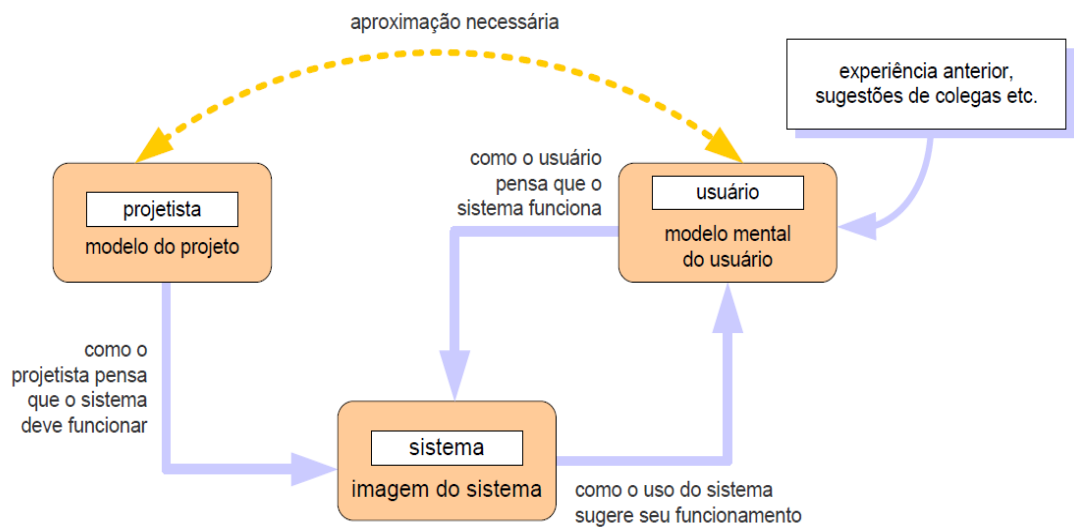 aproximação necessária
experiência anterior,
sugestões de colegas etc.
projetista
modelo do projeto
como o usuário
pensa que o
sistema funciona
usuário
modelo mental
do usuário
como o
projetista pensa
que o sistema
deve funcionar
sistema
imagem do sistema
como o uso do sistema
sugere seu funcionamento